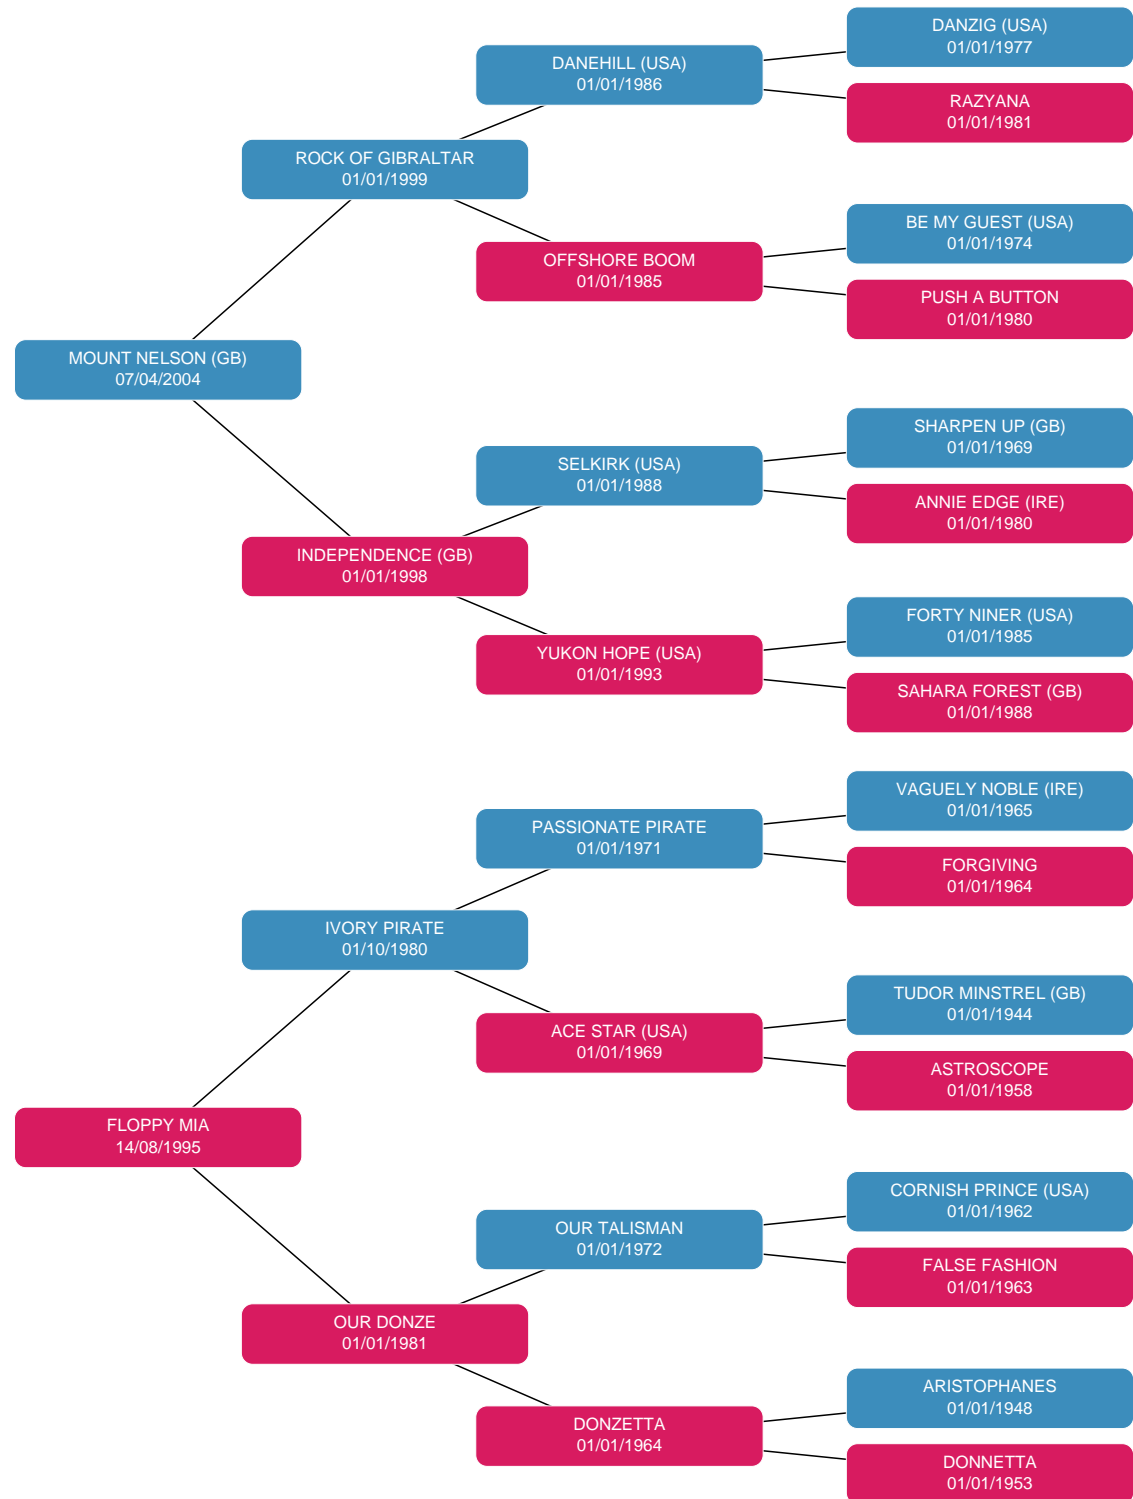 DANZIG (USA)
01/01/1977
DANEHILL (USA)
01/01/1986
RAZYANA
01/01/1981
ROCK OF GIBRALTAR
01/01/1999
BE MY GUEST (USA)
01/01/1974
OFFSHORE BOOM
01/01/1985
PUSH A BUTTON
01/01/1980
MOUNT NELSON (GB)
07/04/2004
SHARPEN UP (GB)
01/01/1969
SELKIRK (USA)
01/01/1988
ANNIE EDGE (IRE)
01/01/1980
INDEPENDENCE (GB)
01/01/1998
FORTY NINER (USA)
01/01/1985
YUKON HOPE (USA)
01/01/1993
SAHARA FOREST (GB)
01/01/1988
VAGUELY NOBLE (IRE)
01/01/1965
PASSIONATE PIRATE
01/01/1971
FORGIVING
01/01/1964
IVORY PIRATE
01/10/1980
TUDOR MINSTREL (GB)
01/01/1944
ACE STAR (USA)
01/01/1969
ASTROSCOPE
01/01/1958
FLOPPY MIA
14/08/1995
CORNISH PRINCE (USA)
01/01/1962
OUR TALISMAN
01/01/1972
FALSE FASHION
01/01/1963
OUR DONZE
01/01/1981
ARISTOPHANES
01/01/1948
DONZETTA
01/01/1964
DONNETTA
01/01/1953